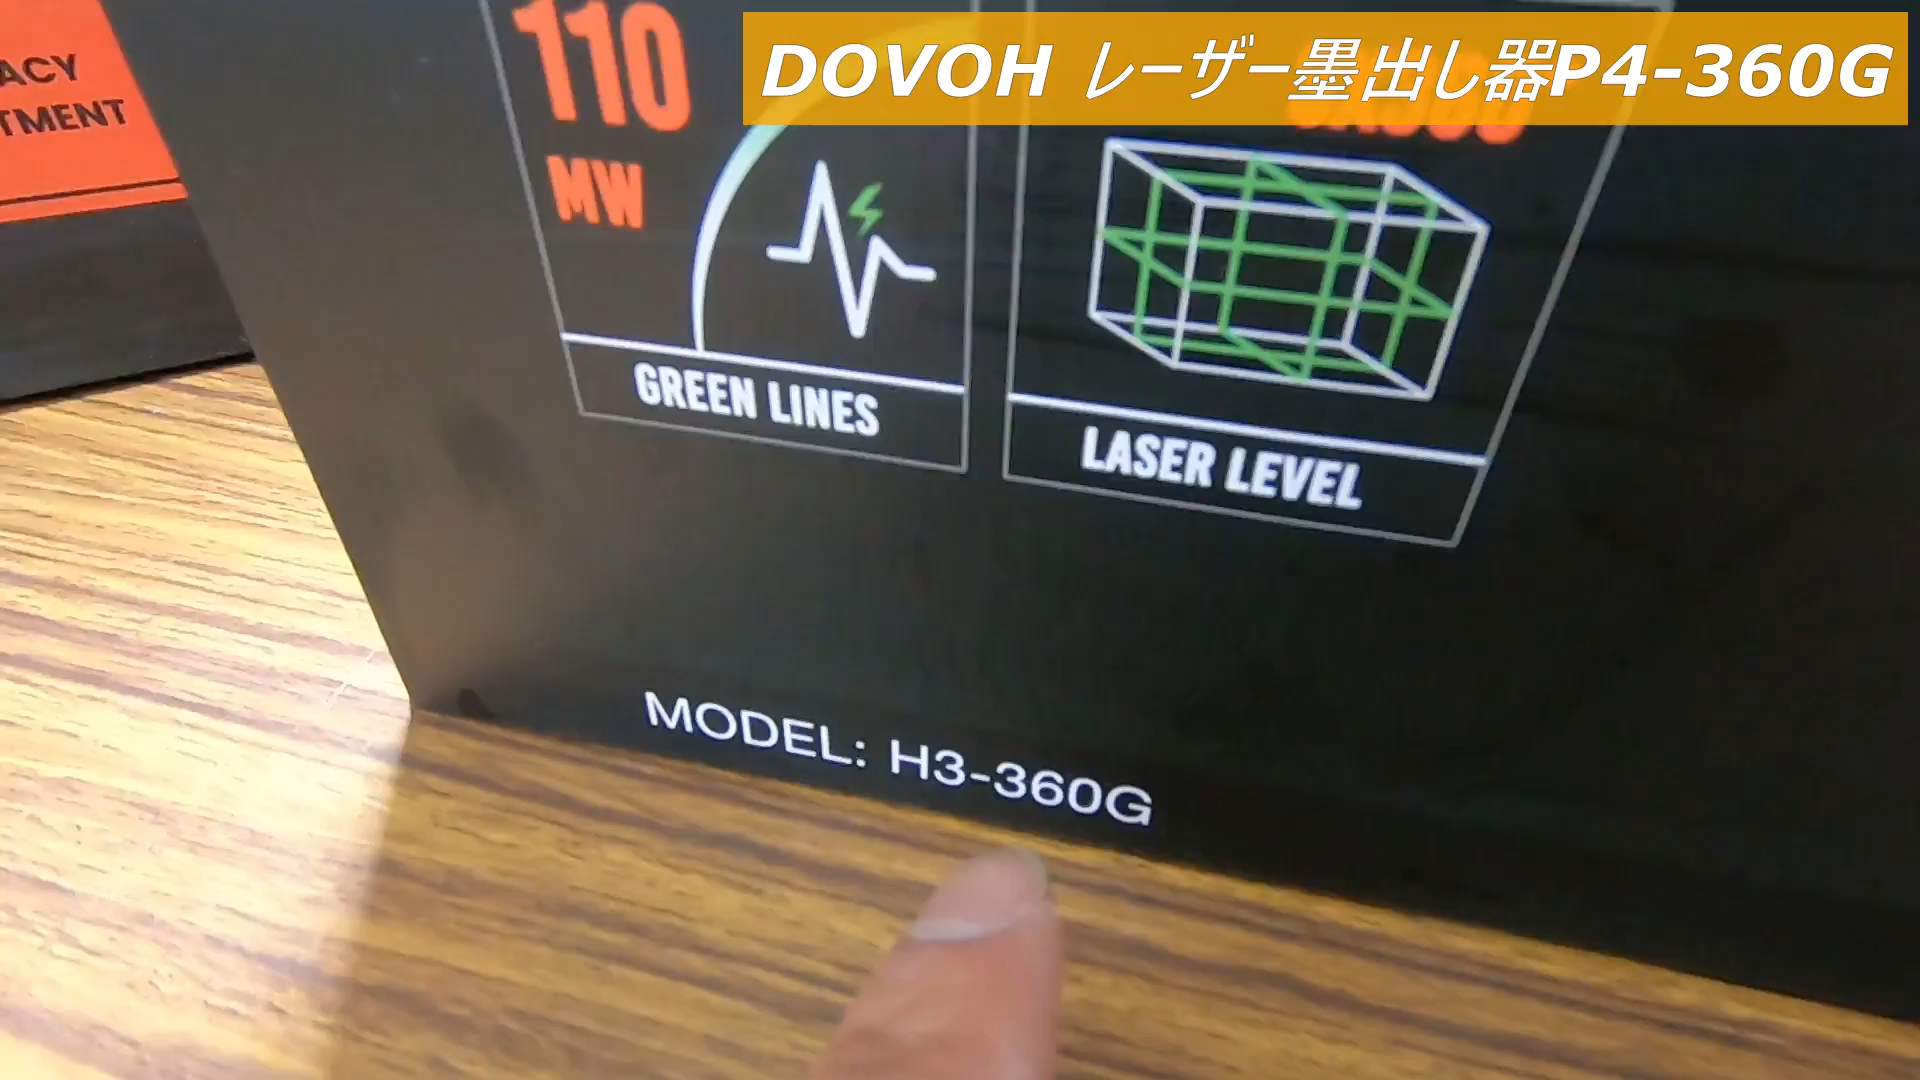 DOVOH レーザー墨出し器P4-360G
110
MW
GREEN LINES
LASER LEVEL
ACY
TMENT
MODEL: H3-360G